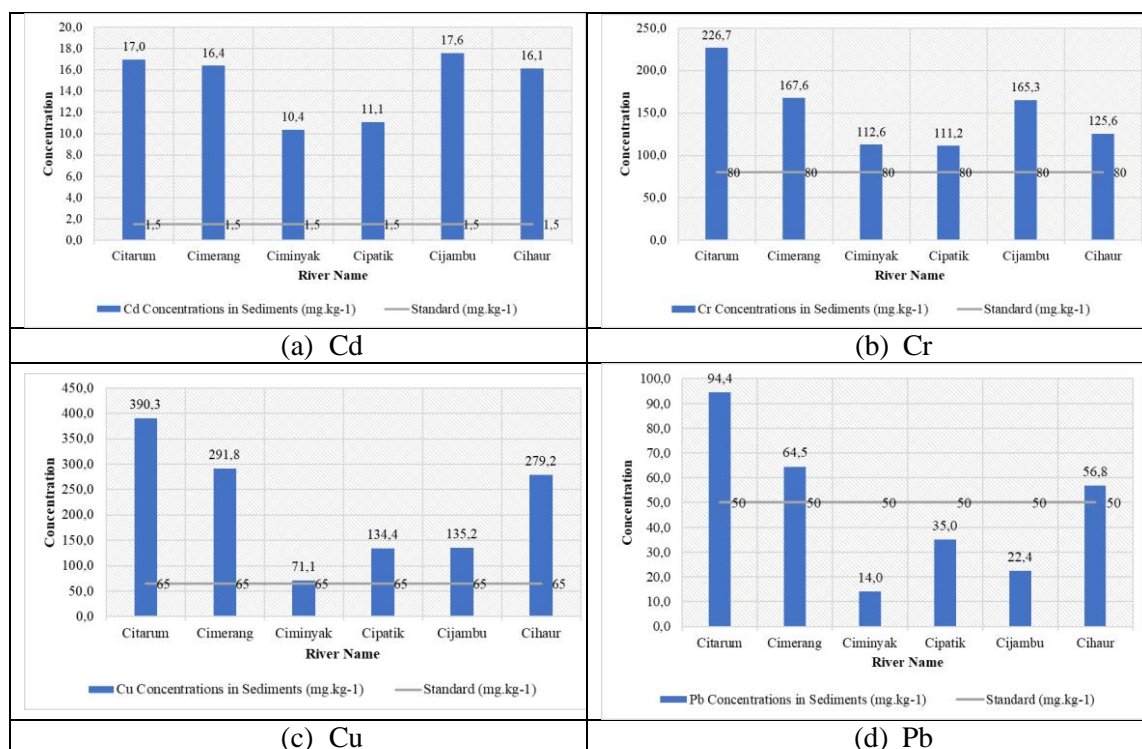 20,0
18,0
16,0
14,0
12,0
10,0
8,0
6,0
4,0
2,0
0,0
Concentration
17,0
16,4
10,4
11,1
17,6
16,1
1,5 1,5 1,5 1,5 1,5 1,5
Citarum Cimerang Ciminyak Cipatik Cijambu Cihaur
River Name
Cd Concentrations in Sediments (mg.kg-1) Standard (mg.kg-1)
(a) Cd
250,0
200,0
150,0
100,0
50,0
0,0
Concentration
226,7
167,6
112,6
111,2
165,3
125,6
80 80 80 80 80 80
Citarum Cimerang Ciminyak Cipatik Cijambu Cihaur
River Name
Cr Concentrations in Sediments (mg.kg-1) Standard (mg.kg-1)
(b) Cr
450,0
400,0
350,0
300,0
250,0
200,0
150,0
100,0
50,0
0,0
Concentration
390,3
291,8
71,1
134,4
135,2
279,2
65 65 65 65 65 65
Citarum Cimerang Ciminyak Cipatik Cijambu Cihaur
River Name
Cu Concentrations in Sediments (mg.kg-1) Standard (mg.kg-1)
(c) Cu
100,0
90,0
80,0
70,0
60,0
50,0
40,0
30,0
20,0
10,0
0,0
Concentration
94,4
64,5
14,0
35,0
22,4
56,8
50 50 50 50 50 50
Citarum Cimerang Ciminyak Cipatik Cijambu Cihaur
River Name
Pb Concentrations in Sediments (mg.kg-1) Standard (mg.kg-1)
(d) Pb